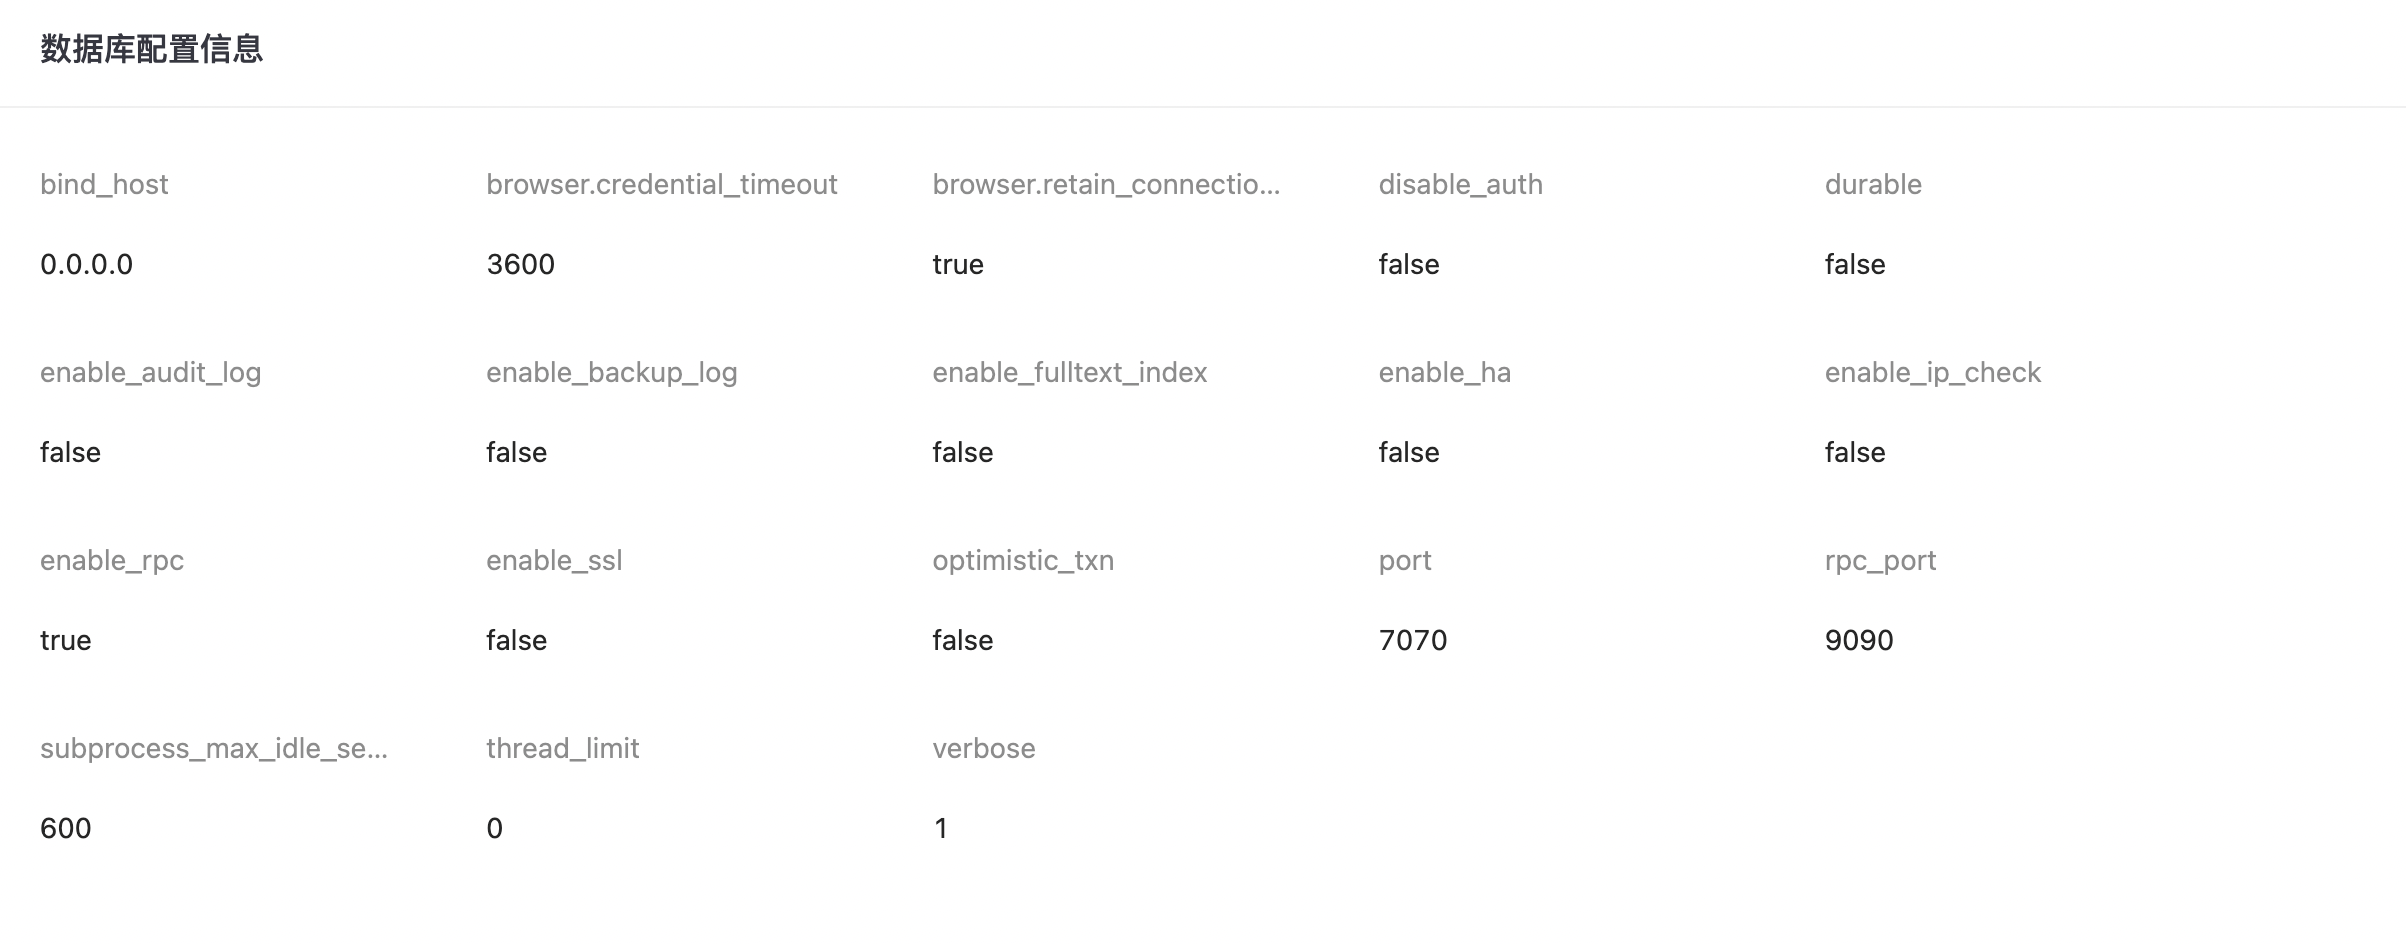 数据库配置信息
bind_host browser.credential_timeout browser.retain_connectio... disable_auth durable
0.0.0.0 3600 true false false
enable_audit_log enable_backup_log enable_fulltext_index enable_ha enable_ip_check
false false false false false
enable_rpc enable_ssl optimistic_txn port rpc_port
true false false 7070 9090
subprocess_max_idle_se... thread_limit verbose
600 0 1